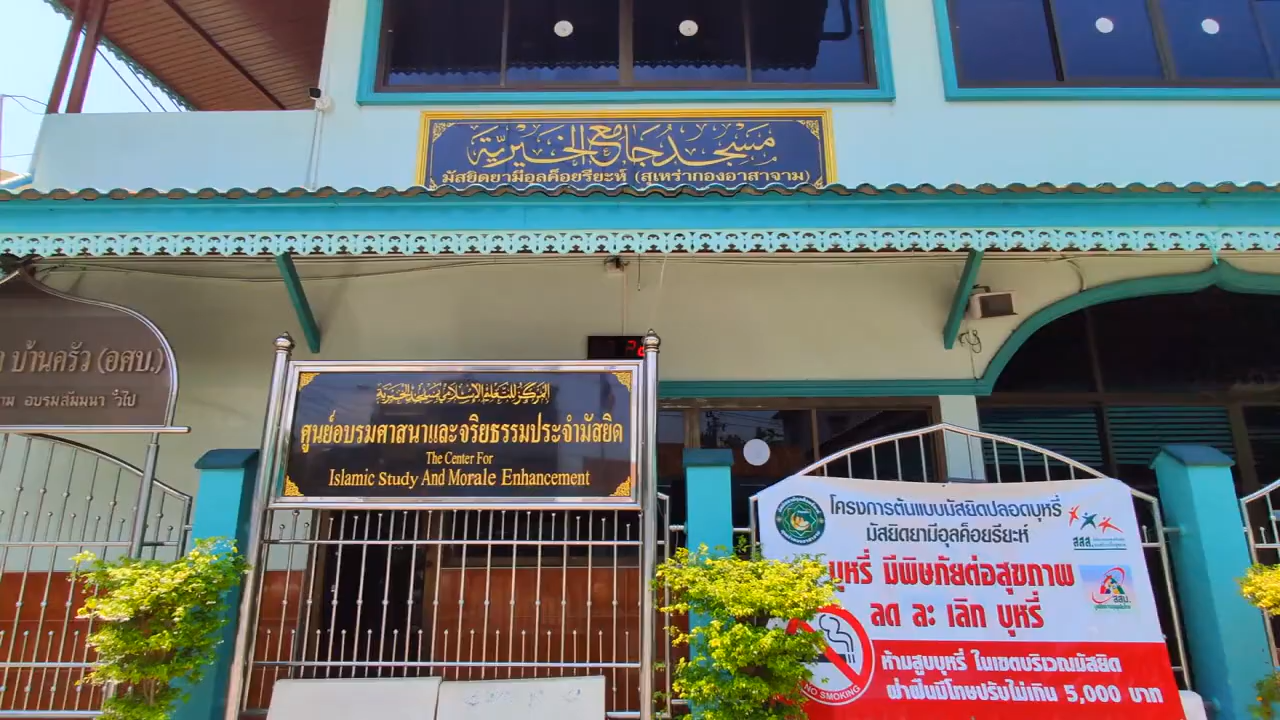 مَسْجِدُ جَامِعِ الْخَيْرِيَّة
มัสยิดยามีอุลค็อยรียะห์ (สุเหร่ากองอาสาจาม)
บ้านครัว (อศบ.)
อบรมสัมมนา
المركز للتعلم الإسلامي بمسجد الخيرية
ศูนย์อบรมศาสนาและจริยธรรมประจำมัสยิด
The Center For
Islamic Study And Morale Enhancement
โครงการต้นแบบมัสยิดปลอดบุหรี่
มัสยิดยามีอุลค็อยรียะห์
สสส
บุหรี่ มีพิษภัยต่อสุขภาพ
ลด ละ เลิก บุหรี่
สสม.
NO SMOKING
ห้ามสูบบุหรี่ ในเขตบริเวณมัสยิด
ฝ่าฝืนมีโทษปรับไม่เกิน 5,000 บาท